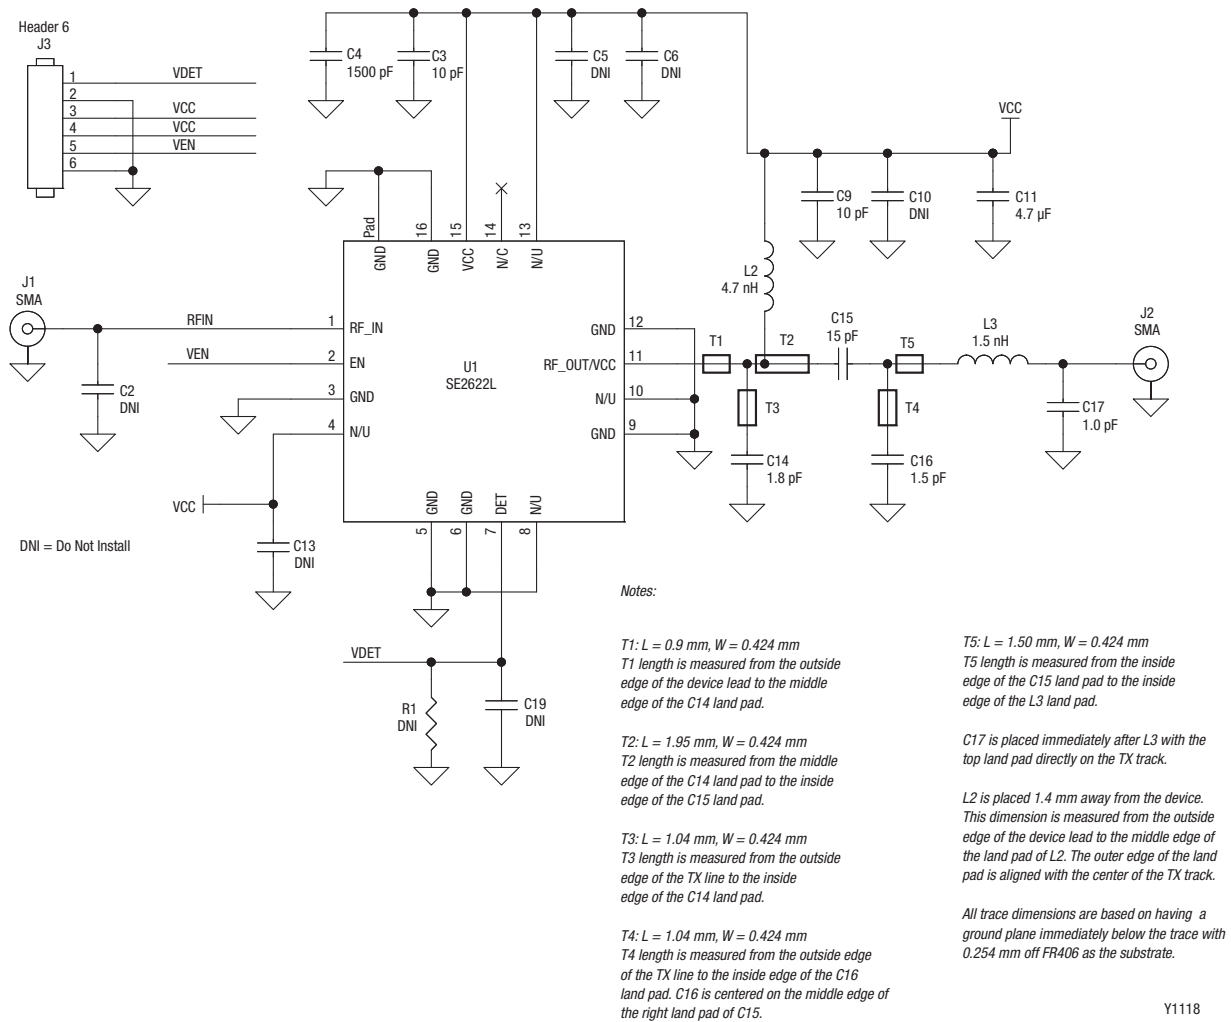 Header 6
J3
1
VDET
2
3
VCC
4
VCC
5
VEN
6
C4
1500 pF
C3
10 pF
C5
DNI
C6
DNI
VCC
C9
10 pF
C10
DNI
C11
4.7 µF
Pad
16
15
14
13
GND
GND
VCC
N/C
N/U
L2
4.7 nH
J1
SMA
RFIN
1
RF_IN
VEN
2
EN
3
GND
4
N/U
C2
DNI
VCC
C13
DNI
DNI = Do Not Install
U1
SE2622L
GND
12
RF_OUT/VCC
11
N/U
10
GND
9
T1
T2
C15
15 pF
T5
L3
1.5 nH
J2
SMA
T3
T4
C14
1.8 pF
C16
1.5 pF
C17
1.0 pF
GND
GND
DET
N/U
5
6
7
8
VDET
R1
DNI
C19
DNI
Notes:
T1: L = 0.9 mm, W = 0.424 mm
T1 length is measured from the outside
edge of the device lead to the middle
edge of the C14 land pad.
T2: L = 1.95 mm, W = 0.424 mm
T2 length is measured from the middle
edge of the C14 land pad to the inside
edge of the C15 land pad.
T3: L = 1.04 mm, W = 0.424 mm
T3 length is measured from the outside
edge of the TX line to the inside
edge of the C14 land pad.
T4: L = 1.04 mm, W = 0.424 mm
T4 length is measured from the outside edge
of the TX line to the inside edge of the C16
land pad. C16 is centered on the middle edge of
the right land pad of C15.
T5: L = 1.50 mm, W = 0.424 mm
T5 length is measured from the inside
edge of the C15 land pad to the inside
edge of the L3 land pad.
C17 is placed immediately after L3 with the
top land pad directly on the TX track.
L2 is placed 1.4 mm away from the device.
This dimension is measured from the outside
edge of the device lead to the middle edge of
the land pad of L2. The outer edge of the land
pad is aligned with the center of the TX track.
All trace dimensions are based on having a
ground plane immediately below the trace with
0.254 mm off FR406 as the substrate.
Y1118